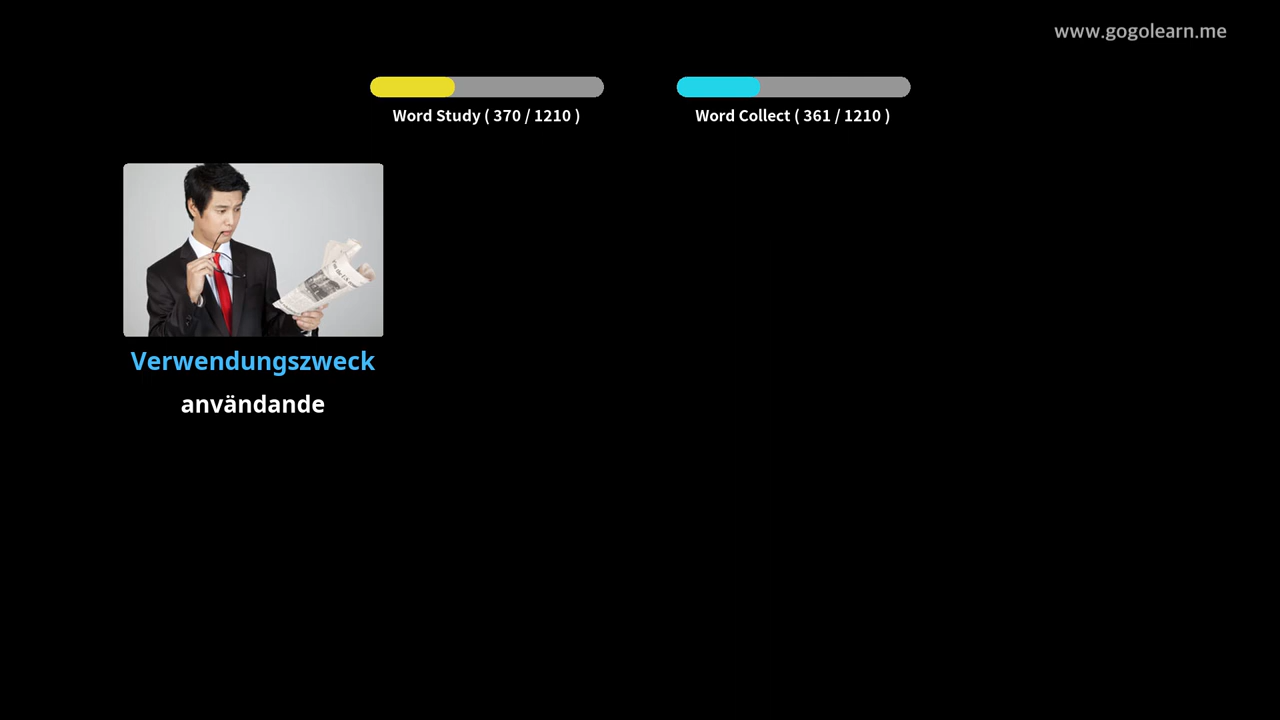 www.gogolearn.me
Word Study ( 370 / 1210 )
Word Collect ( 361 / 1210 )
Verwendungszweck
användande